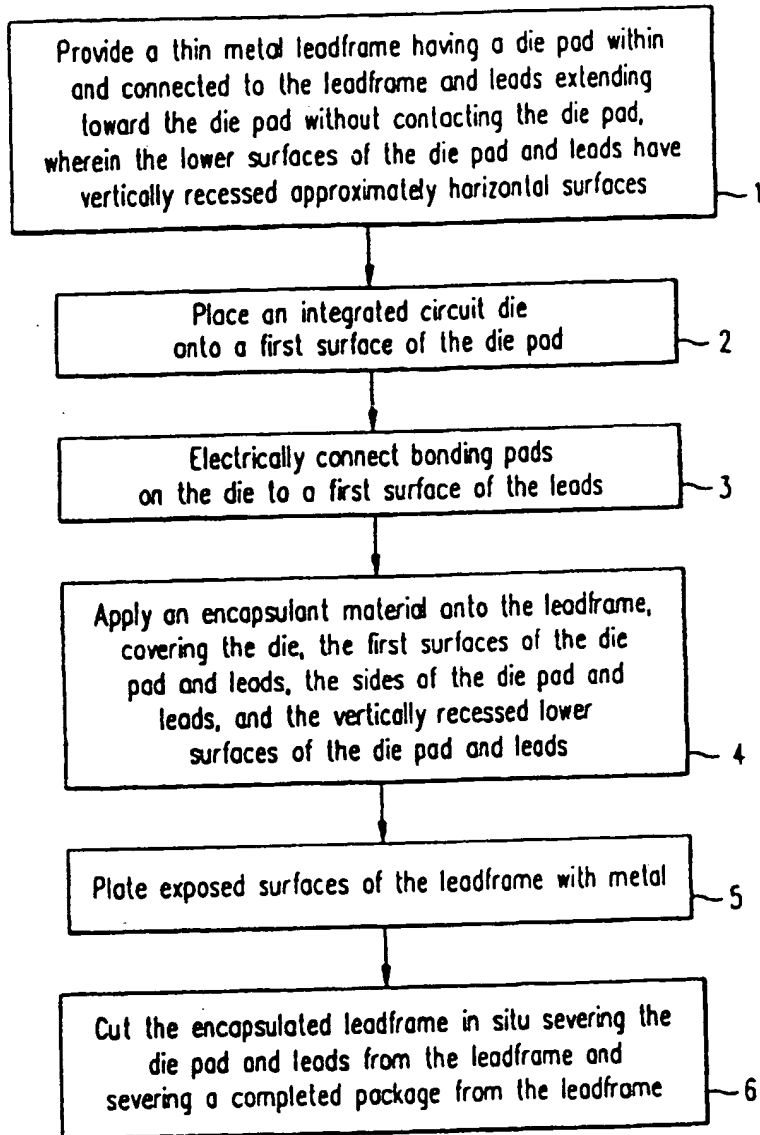 Provide a thin metal leadframe having a die pad within
and connected to the leadframe and leads extending
toward the die pad without contacting the die pad,
wherein the lower surfaces of the die pad and leads have
vertically recessed approximately horizontal surfaces
1
Place an integrated circuit die
onto a first surface of the die pad
2
Electrically connect bonding pads
on the die to a first surface of the leads
3
Apply an encapsulant material onto the leadframe,
covering the die, the first surfaces of the die
pad and leads, the sides of the die pad and
leads, and the vertically recessed lower
surfaces of the die pad and leads
4
Plate exposed surfaces of the leadframe with metal
5
Cut the encapsulated leadframe in situ severing the
die pad and leads from the leadframe and
severing a completed package from the leadframe
6